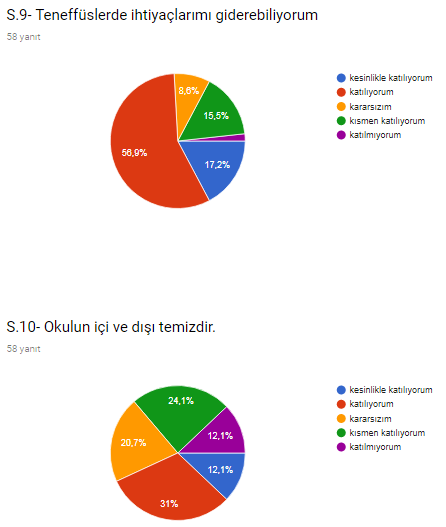 S.9- Teneffüslerde ihtiyaçlarımı giderebiliyorum
58 yanıt
8,6%
15,5%
56,9%
17,2%
kesinlikle katılıyorum
katılıyorum
kararsızım
kısmen katılıyorum
katılmıyorum
S.10- Okulun içi ve dışı temizdir.
58 yanıt
24,1%
20,7%
12,1%
12,1%
31%
kesinlikle katılıyorum
katılıyorum
kararsızım
kısmen katılıyorum
katılmıyorum